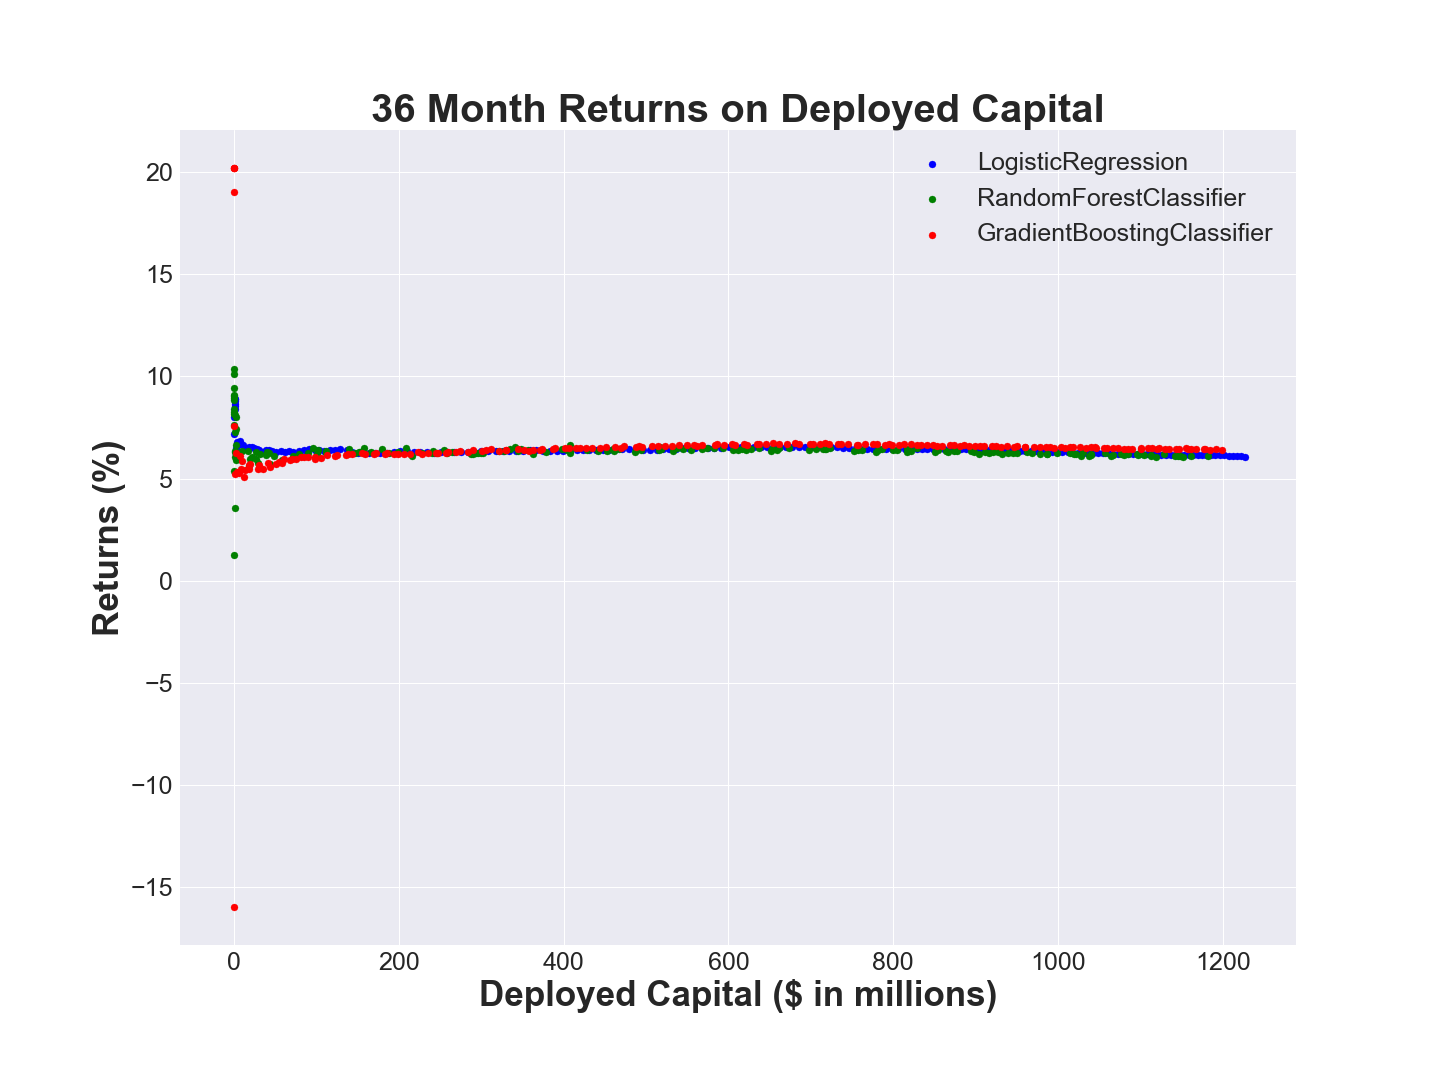 36 Month Returns on Deployed Capital
LogisticRegression
RandomForestClassifier
GradientBoostingClassifier
Returns (%)
20
15
10
5
0
−5
−10
−15
0 200 400 600 800 1000 1200
Deployed Capital ($ in millions)